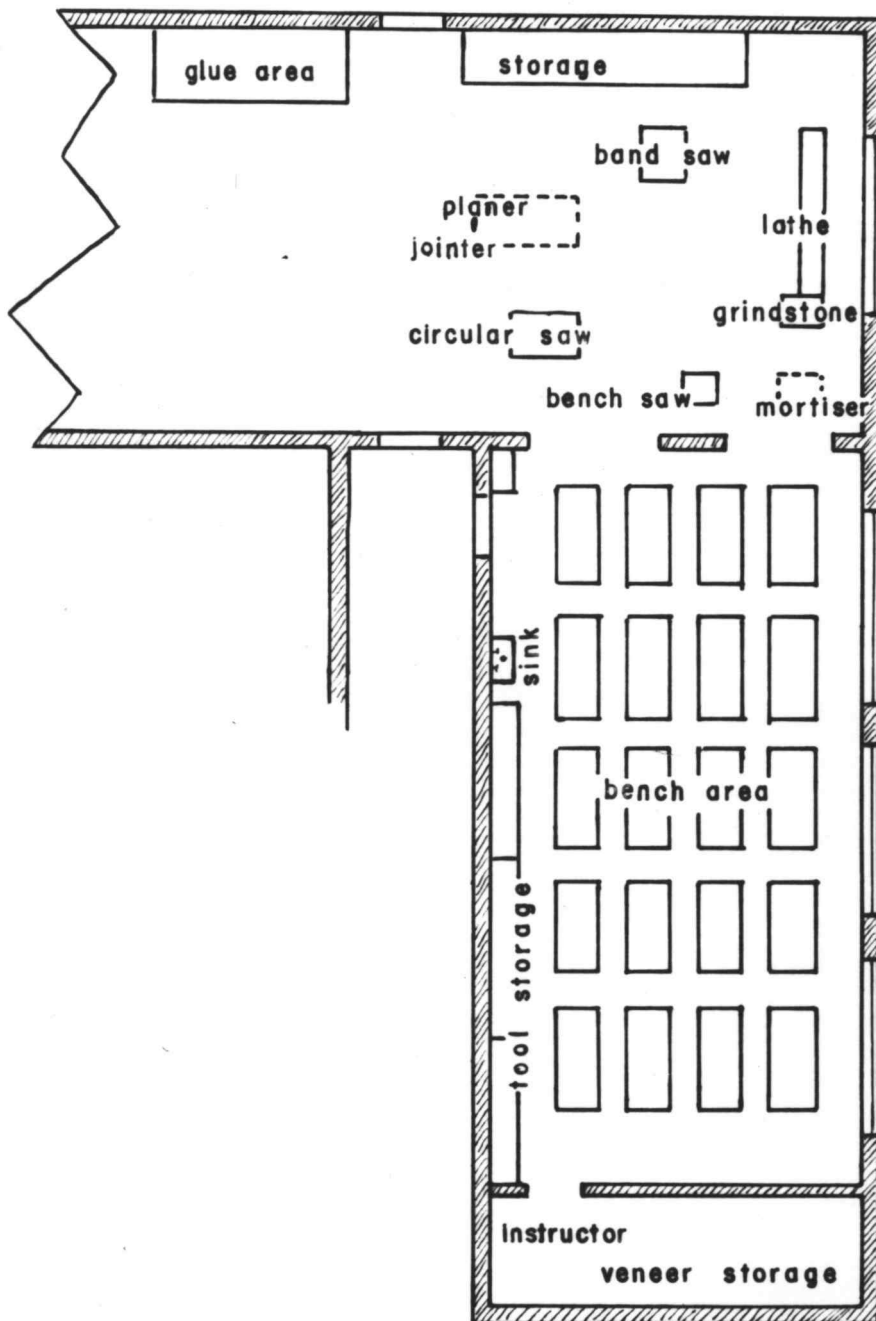 glue area
storage
band saw
planer
jointer
lathe
grindstone
circular saw
bench saw
mortiser
sink
bench area
tool storage
instructor
veneer storage